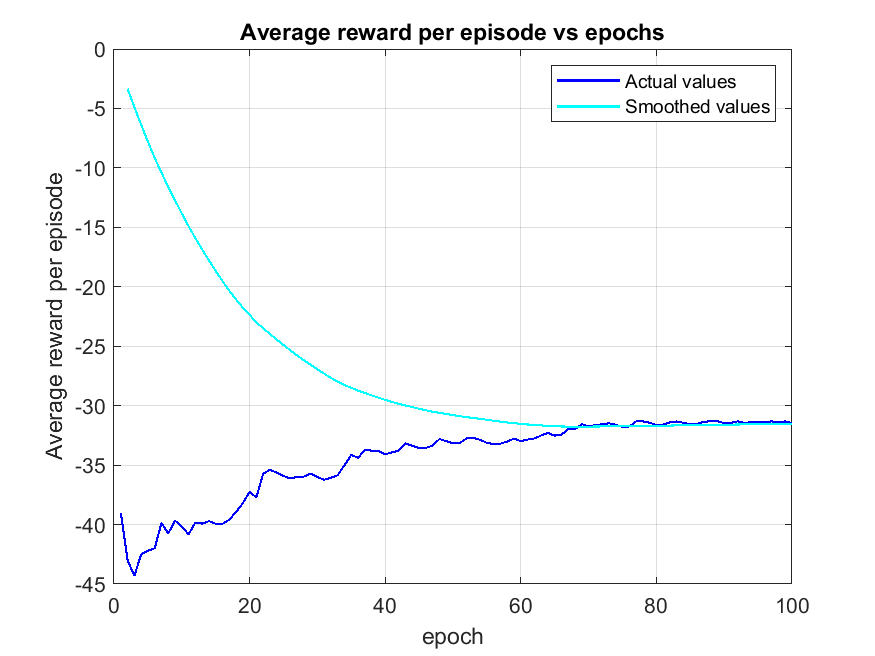 Average reward per episode vs epochs
Actual values
Smoothed values
Average reward per episode
0
-5
-10
-15
-20
-25
-30
-35
-40
-45
0 20 40 60 80 100
epoch